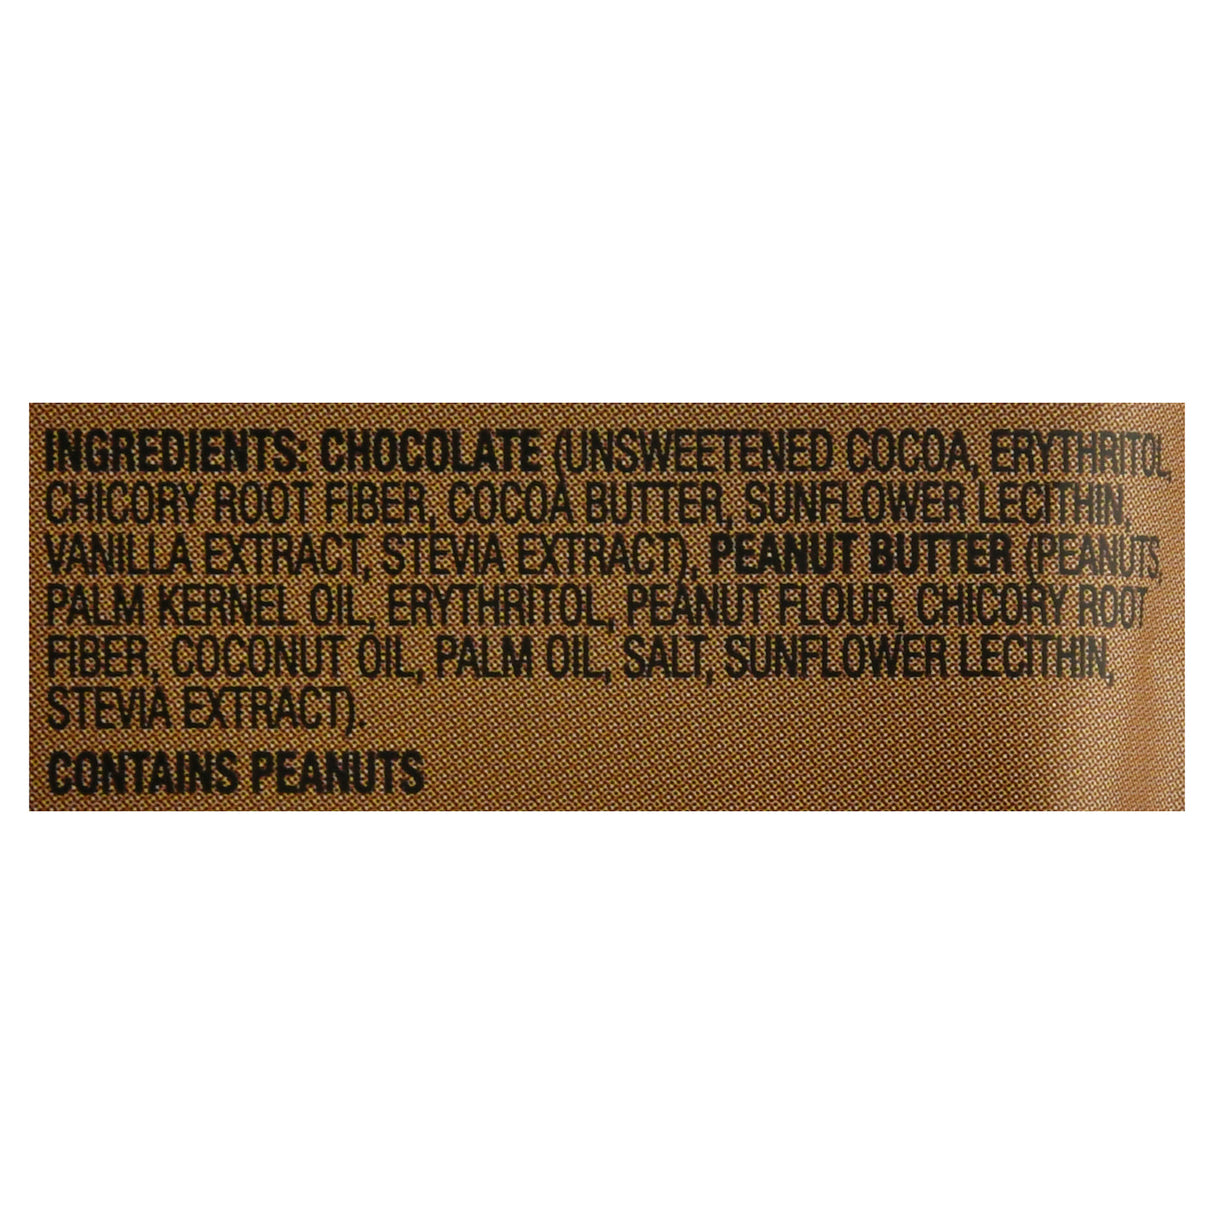 INGREDIENTS: CHOCOLATE (UNSWEETENED COCOA, ERYTHRITOL,
CHICORY ROOT FIBER, COCOA BUTTER, SUNFLOWER LECITHIN,
VANILLA EXTRACT, STEVIA EXTRACT), PEANUT BUTTER (PEANUTS,
PALM KERNEL OIL, ERYTHRITOL, PEANUT FLOUR, CHICORY ROOT
FIBER, COCONUT OIL, PALM OIL, SALT, SUNFLOWER LECITHIN,
STEVIA EXTRACT).
CONTAINS PEANUTS